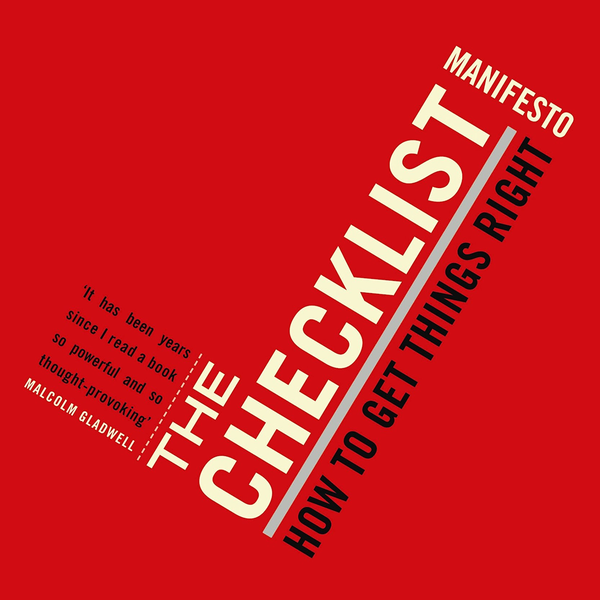 THE
CHECKLIST
MANIFESTO
HOW TO GET THINGS RIGHT
'It has been years
since I read a book
so powerful and so
thought-provoking'
MALCOLM GLADWELL